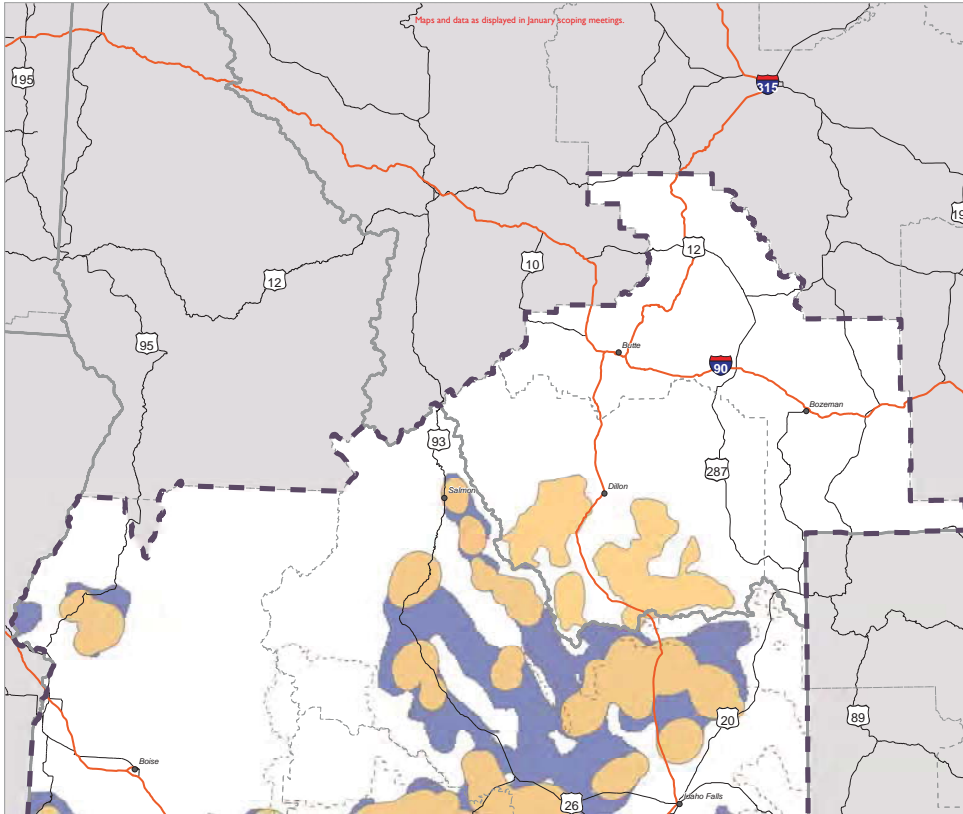 Maps and data as displayed in January scoping meetings.
195
315
12
10
12
95
Butte
90
Bozeman
93
287
Salmon
Dillon
89
20
Boise
26
Idaho Falls